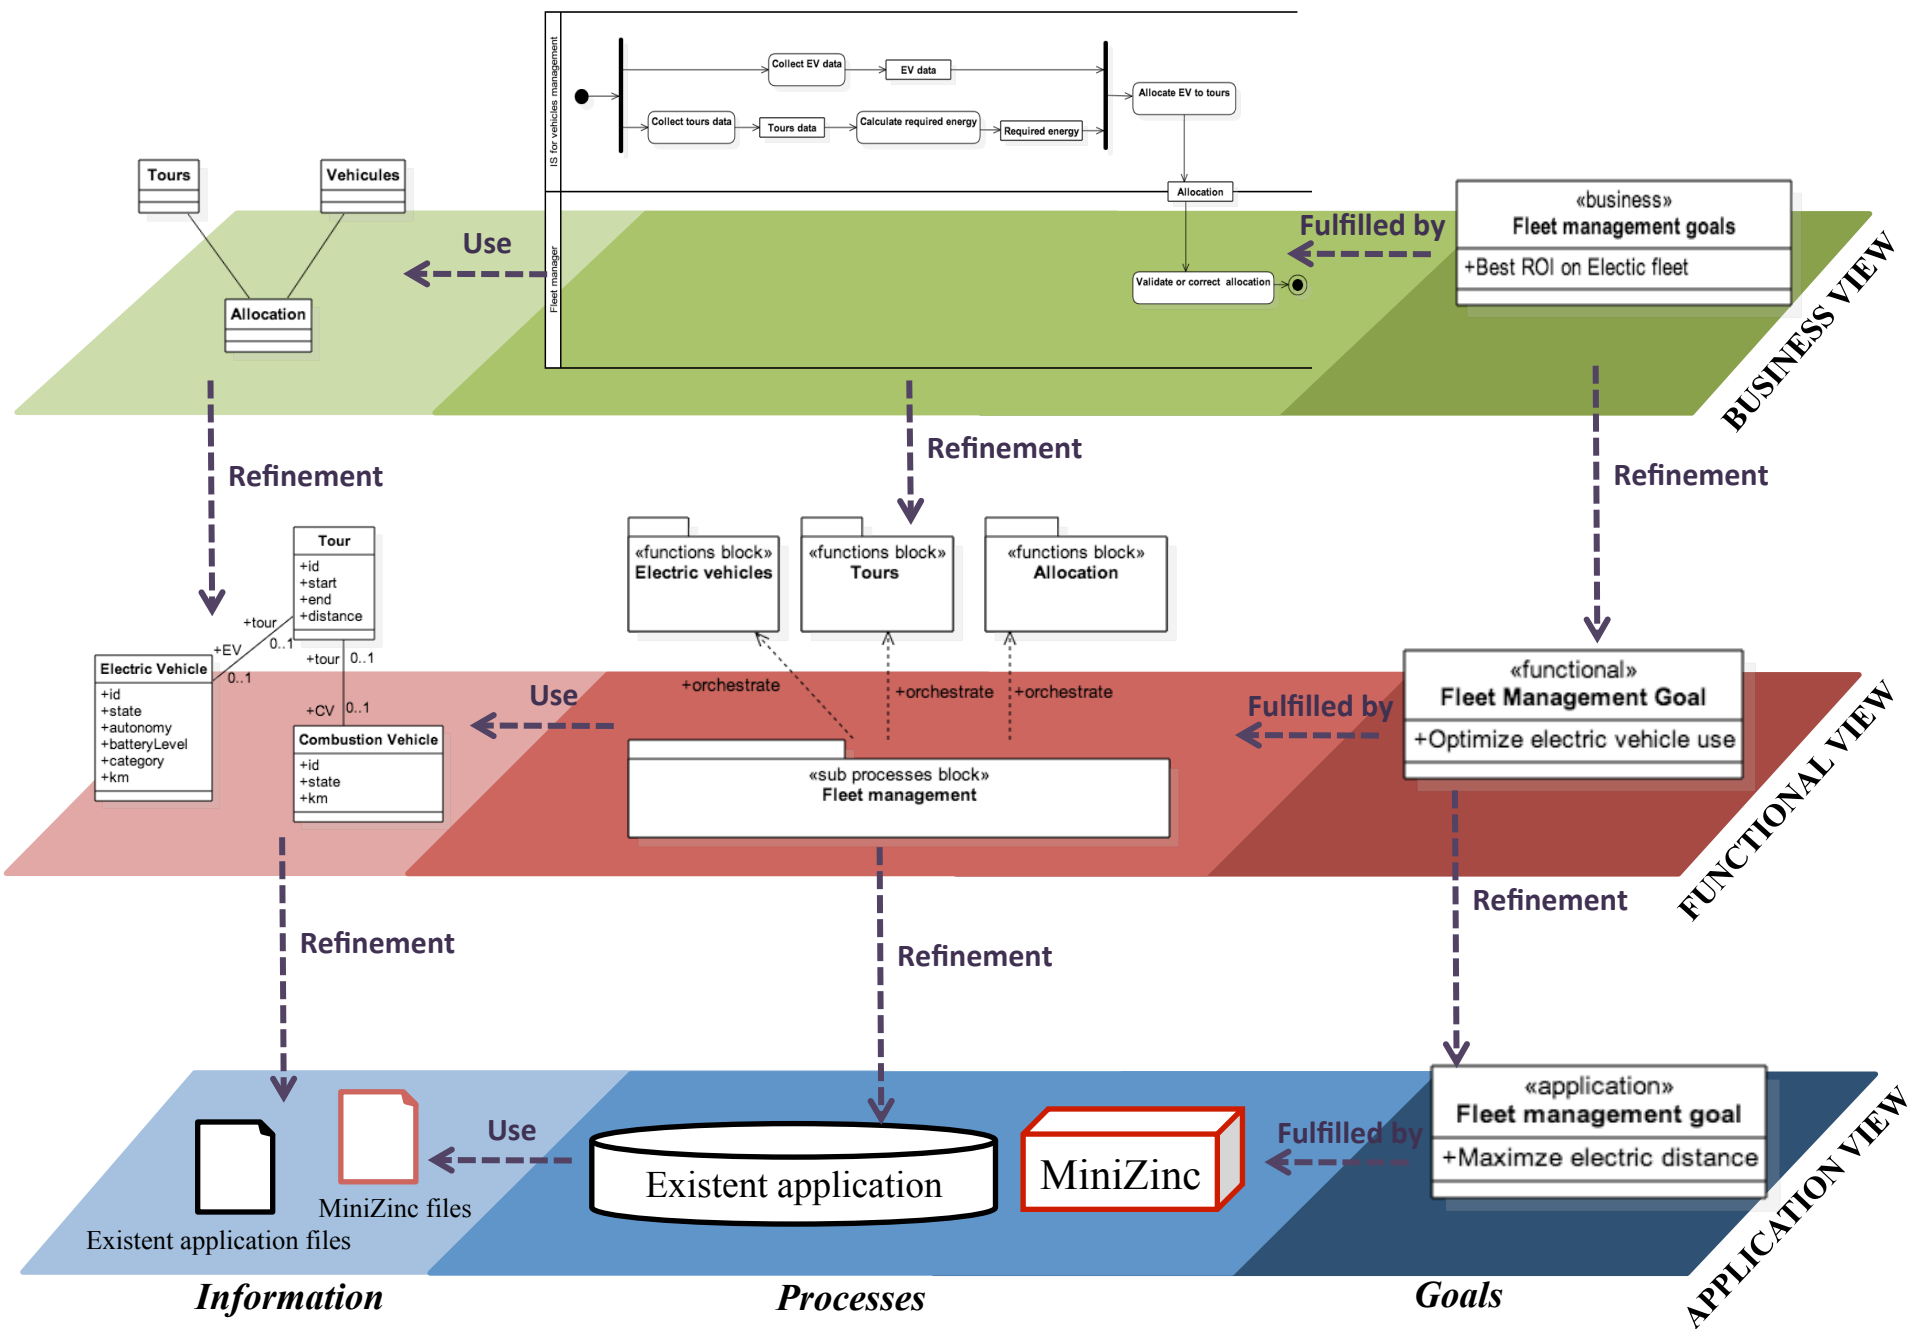 IS for vehicles management
Collect EV data
EV data
Allocate EV to tours
Collect tours data
Tours data
Calculate required energy
Required energy
Allocation
Fleet manager
Validate or correct allocation
Tours
Vehicules
Allocation
Use
Fulfilled by
«business»
Fleet management goals
+Best ROI on Electic fleet
BUSINESS VIEW
Refinement
Refinement
Refinement
Tour
+id
+start
+end
+distance
+tour
0..1
+EV
0..1
+tour
0..1
Electric Vehicle
+id
+state
+autonomy
+batteryLevel
+category
+km
+CV
0..1
Combustion Vehicle
+id
+state
+km
«functions block»
Electric vehicles
«functions block»
Tours
«functions block»
Allocation
+orchestrate
+orchestrate
+orchestrate
Use
Fulfilled by
«sub processes block»
Fleet management
«functional»
Fleet Management Goal
+Optimize electric vehicle use
FUNCTIONAL VIEW
Refinement
Refinement
Refinement
MiniZinc files
Existent application files
Use
Existent application
MiniZinc
Fulfilled by
«application»
Fleet management goal
+Maximze electric distance
APPLICATION VIEW
Information
Processes
Goals